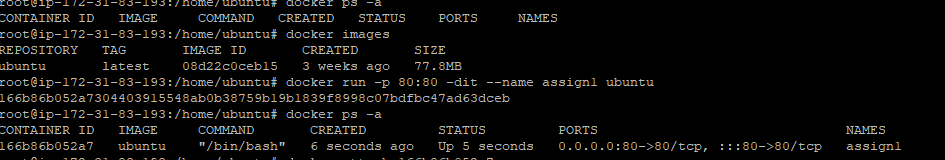 root@ip-172-31-83-193:/home/ubuntu# docker ps -a
CONTAINER ID   IMAGE     COMMAND   CREATED   STATUS    PORTS     NAMES
root@ip-172-31-83-193:/home/ubuntu# docker images
REPOSITORY   TAG       IMAGE ID       CREATED       SIZE
ubuntu       latest    08d22c0ceb15   3 weeks ago   77.8MB
root@ip-172-31-83-193:/home/ubuntu# docker run -p 80:80 -dit --name assign1 ubuntu
166b86b052a7304403915548ab0b38759b19b1839f8998c07bdfbc47ad63dceb
root@ip-172-31-83-193:/home/ubuntu# docker ps -a
CONTAINER ID   IMAGE     COMMAND       CREATED         STATUS         PORTS                               NAMES
166b86b052a7   ubuntu    "/bin/bash"   6 seconds ago   Up 5 seconds   0.0.0.0:80->80/tcp, :::80->80/tcp   assign1